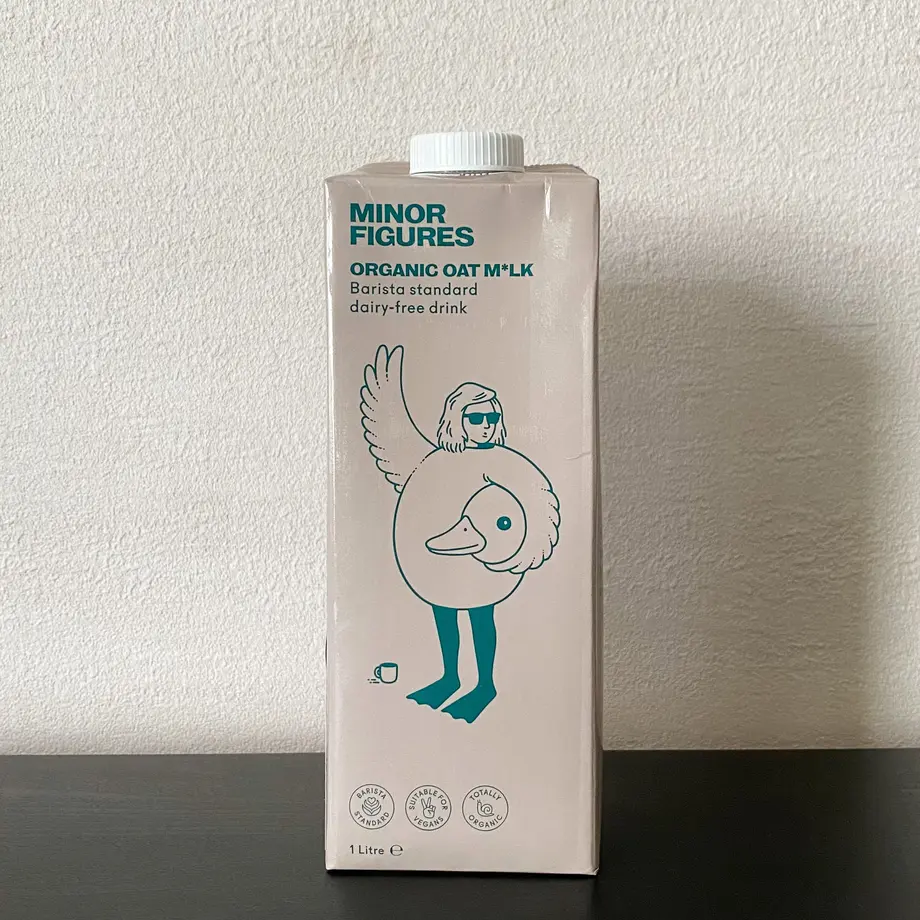 MINOR
FIGURES
ORGANIC OAT M*LK
Barista standard
dairy-free drink
BARISTA
STANDARD
SUITABLE FOR
VEGANS
TOTALLY
ORGANIC
1 Litre ℮